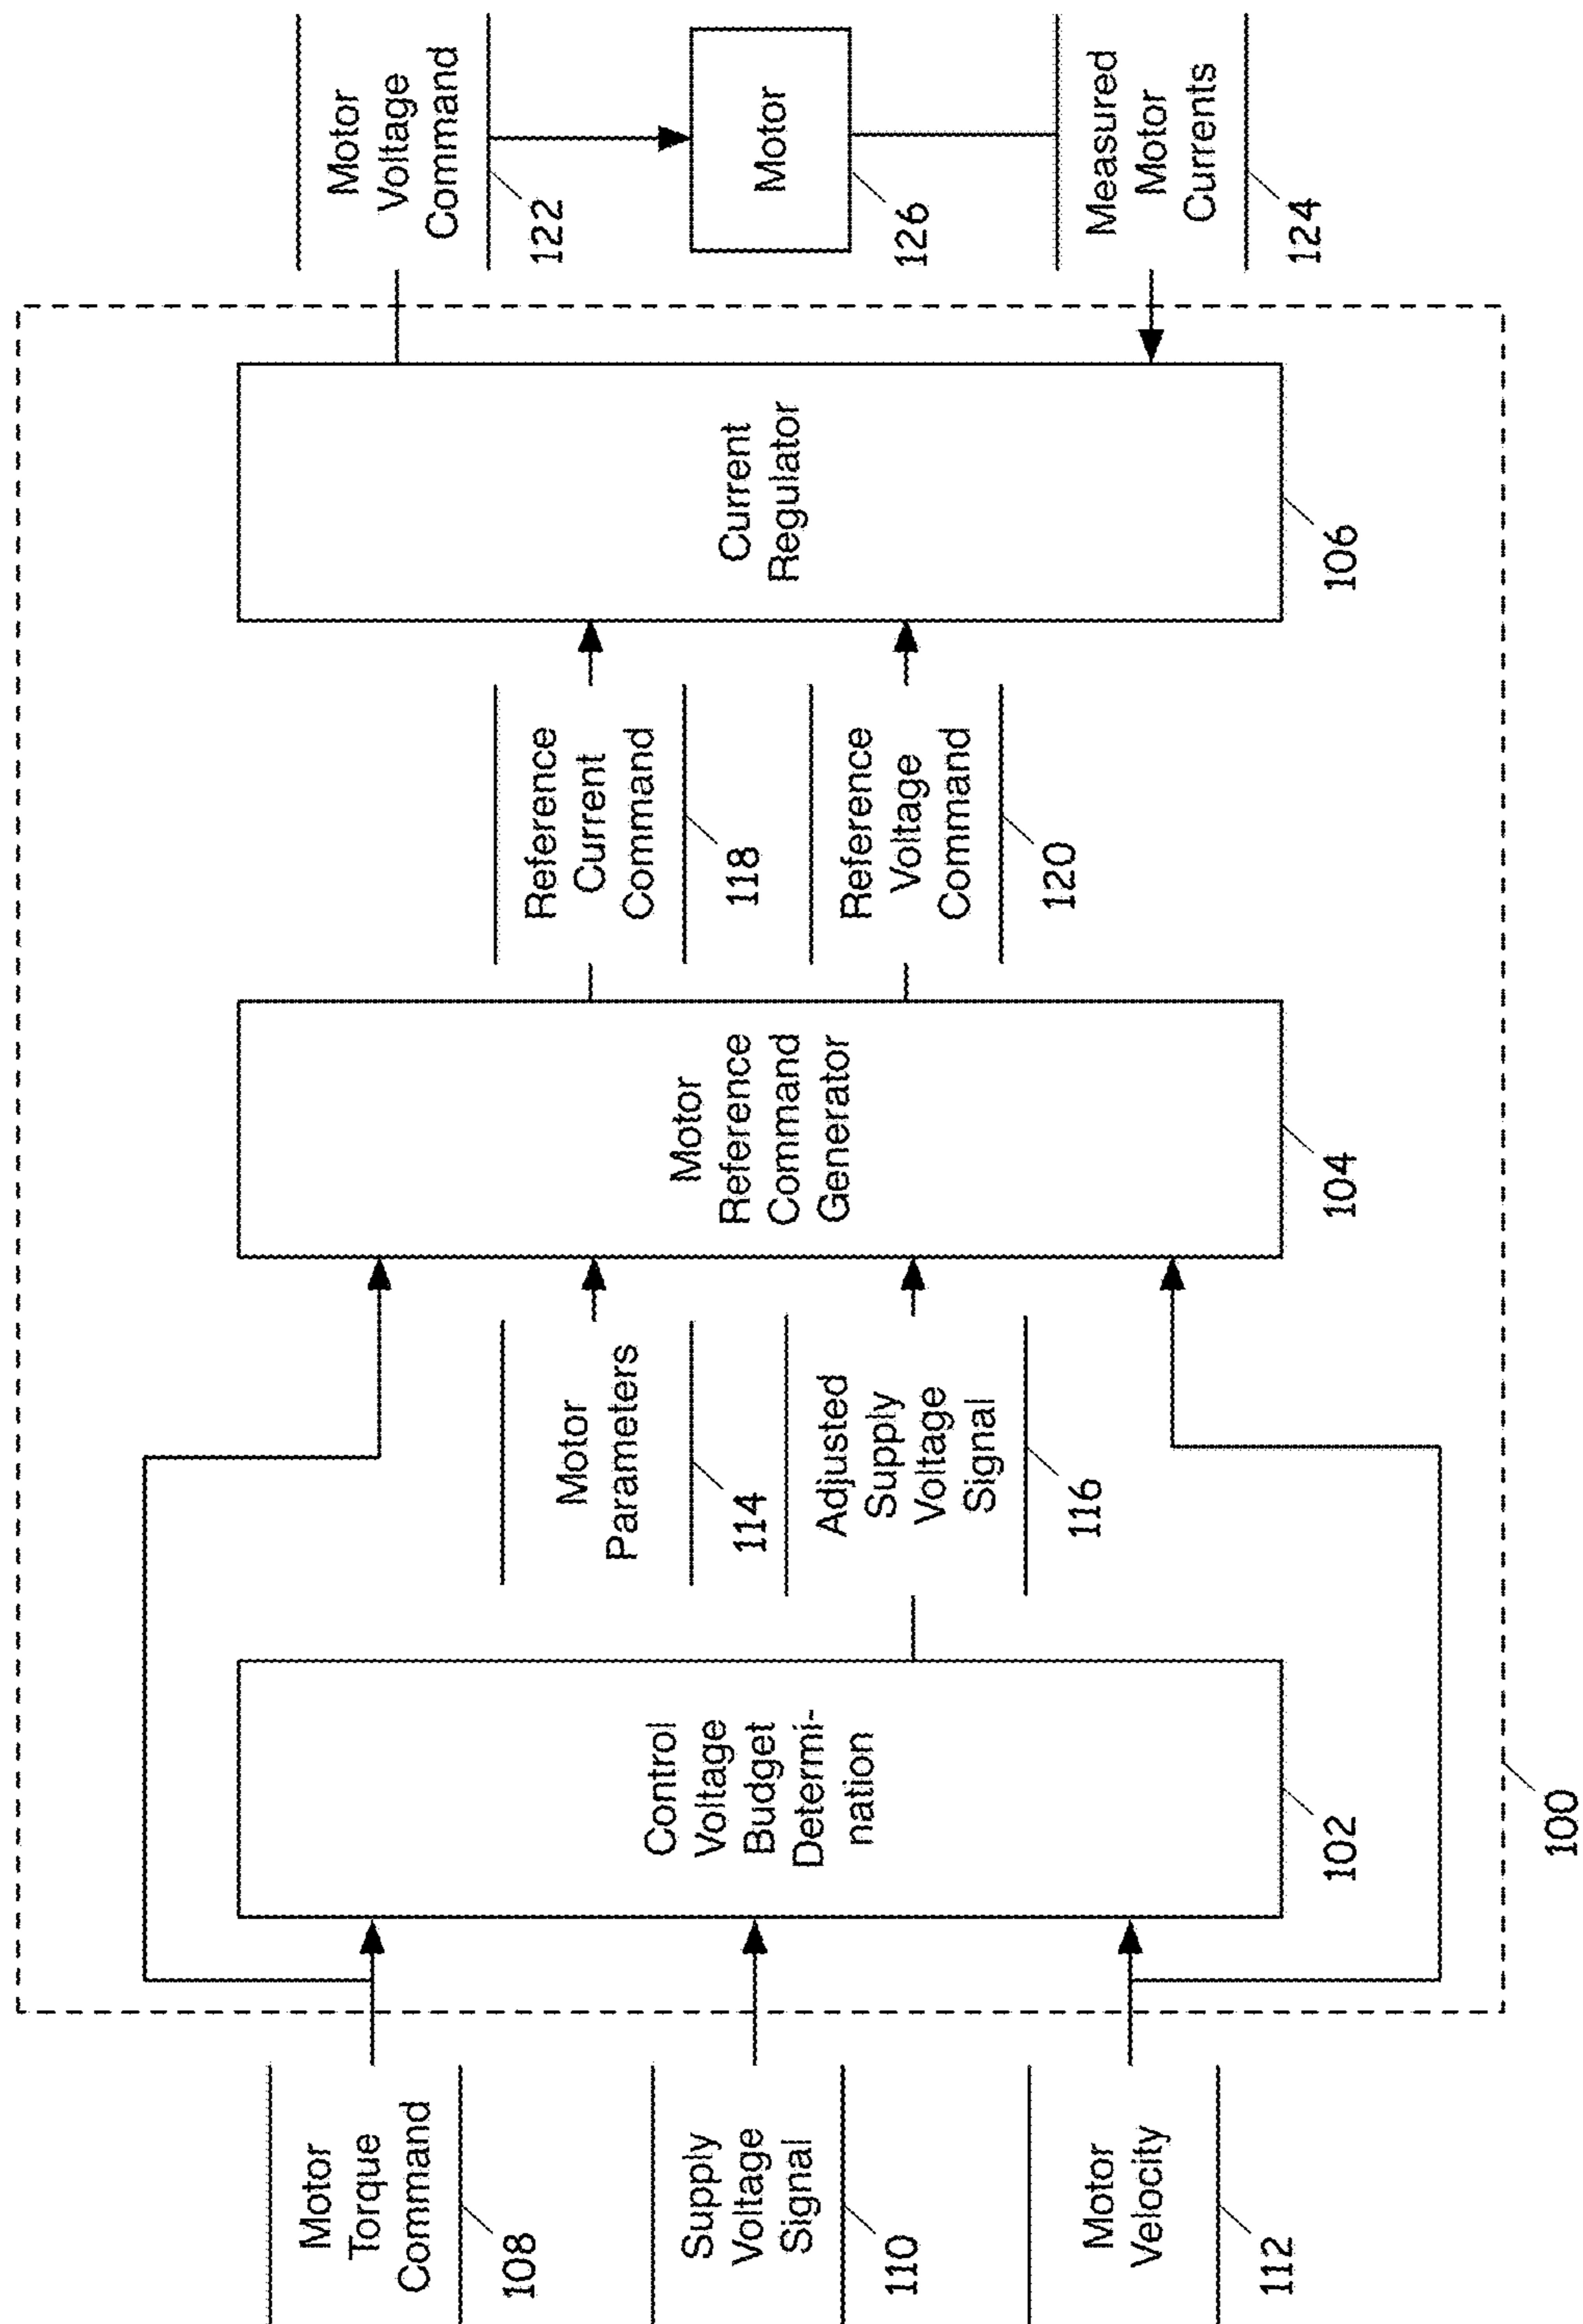 Motor
Torque
Command
108
Supply
Voltage
Signal
110
Motor
Velocity
112
Control
Voltage
Budget
Determi-
nation
102
Motor
Parameters
114
Adjusted
Supply
Voltage
Signal
116
Motor
Reference
Command
Generator
104
Reference
Current
Command
118
Reference
Voltage
Command
120
Current
Regulator
106
Motor
Voltage
Command
122
Motor
126
Measured
Motor
Currents
124
100